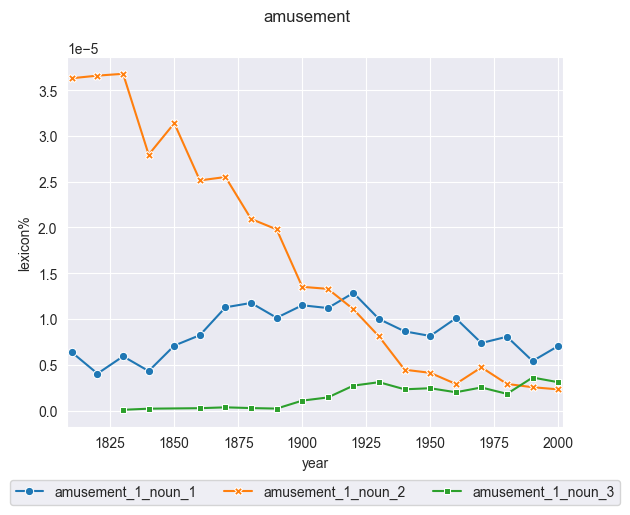 amusement
1e−5
3.5
3.0
2.5
2.0
1.5
1.0
0.5
0.0
lexicon%
1825 1850 1875 1900 1925 1950 1975 2000
year
amusement_1_noun_1 amusement_1_noun_2 amusement_1_noun_3